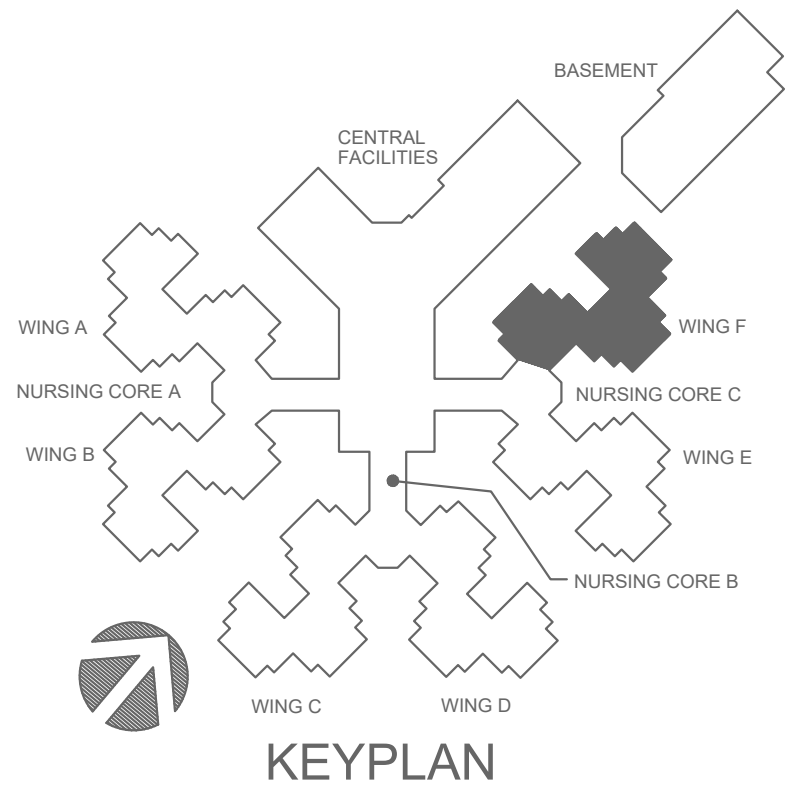 BASEMENT
CENTRAL
FACILITIES
WING A
WING F
NURSING CORE A
NURSING CORE C
WING B
WING E
NURSING CORE B
WING C
WING D
KEYPLAN